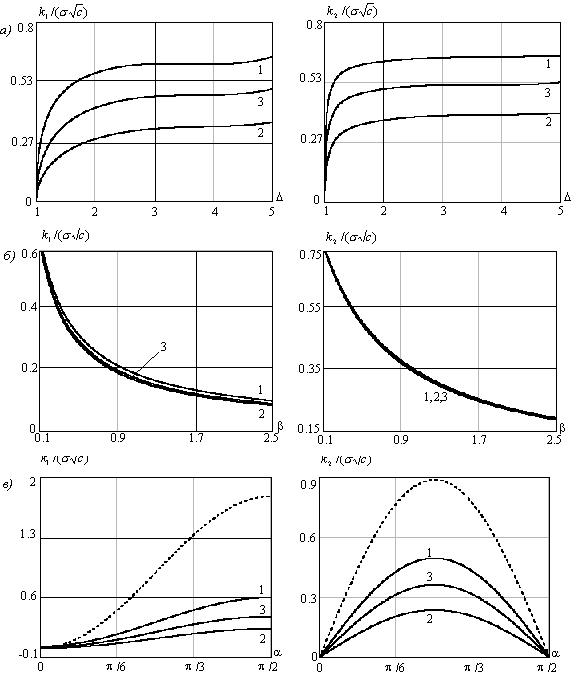 k₁ /(σ√c) k₂ /(σ√c)
а) 0.8 0.8
1
0.53 0.53 1
3 3
2 2
0.27 0.27
0 Δ 0 Δ
1 2 3 4 5 1 2 3 4 5
k₁ /(σ√c) k₂ /(σ√c)
б) 0.6 0.75
0.4 0.55
3
0.2 0.35
1 1,2,3
2
0 β 0.15 β
0.1 0.9 1.7 2.5 0.1 0.9 1.7 2.5
k₁ /(σ√c) k₂ /(σ√c)
в) 2 0.9
1.3 0.6
1
0.6 1 3
3 0.3
2 2
-0.1 α 0 α
0 π/6 π/3 π/2 0 π/6 π/3 π/2